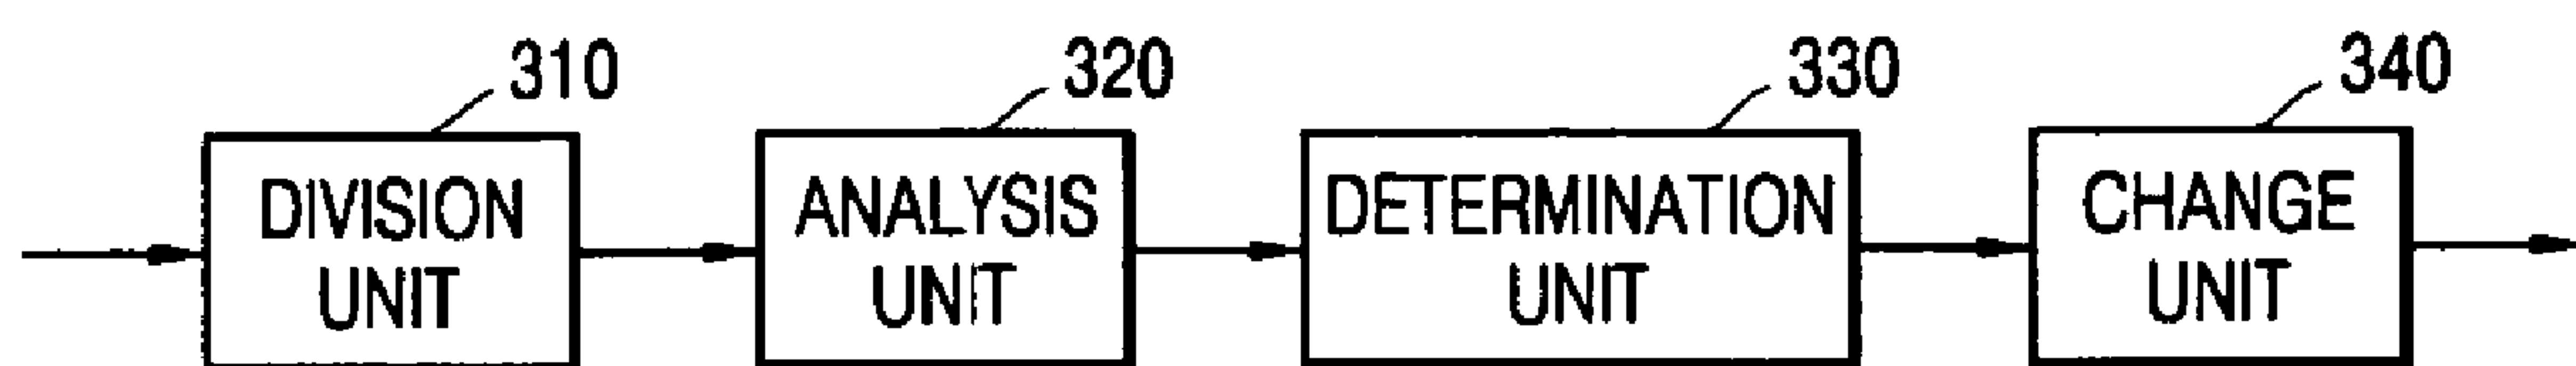 310
320
330
340
DIVISION
UNIT
ANALYSIS
UNIT
DETERMINATION
UNIT
CHANGE
UNIT